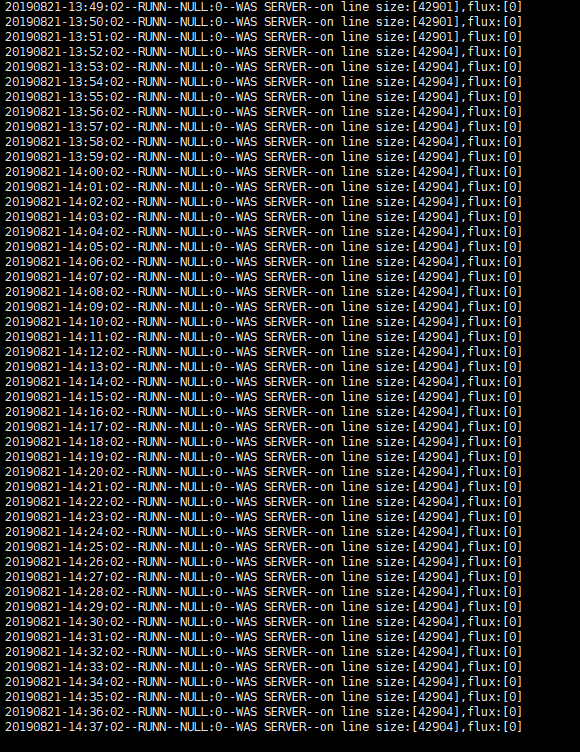 20190821-13:49:02--RUNN--NULL:0--WAS SERVER--on line size:[42901],flux:[0]
20190821-13:50:02--RUNN--NULL:0--WAS SERVER--on line size:[42901],flux:[0]
20190821-13:51:02--RUNN--NULL:0--WAS SERVER--on line size:[42901],flux:[0]
20190821-13:52:02--RUNN--NULL:0--WAS SERVER--on line size:[42904],flux:[0]
20190821-13:53:02--RUNN--NULL:0--WAS SERVER--on line size:[42904],flux:[0]
20190821-13:54:02--RUNN--NULL:0--WAS SERVER--on line size:[42904],flux:[0]
20190821-13:55:02--RUNN--NULL:0--WAS SERVER--on line size:[42904],flux:[0]
20190821-13:56:02--RUNN--NULL:0--WAS SERVER--on line size:[42904],flux:[0]
20190821-13:57:02--RUNN--NULL:0--WAS SERVER--on line size:[42904],flux:[0]
20190821-13:58:02--RUNN--NULL:0--WAS SERVER--on line size:[42904],flux:[0]
20190821-13:59:02--RUNN--NULL:0--WAS SERVER--on line size:[42904],flux:[0]
20190821-14:00:02--RUNN--NULL:0--WAS SERVER--on line size:[42904],flux:[0]
20190821-14:01:02--RUNN--NULL:0--WAS SERVER--on line size:[42904],flux:[0]
20190821-14:02:02--RUNN--NULL:0--WAS SERVER--on line size:[42904],flux:[0]
20190821-14:03:02--RUNN--NULL:0--WAS SERVER--on line size:[42904],flux:[0]
20190821-14:04:02--RUNN--NULL:0--WAS SERVER--on line size:[42904],flux:[0]
20190821-14:05:02--RUNN--NULL:0--WAS SERVER--on line size:[42904],flux:[0]
20190821-14:06:02--RUNN--NULL:0--WAS SERVER--on line size:[42904],flux:[0]
20190821-14:07:02--RUNN--NULL:0--WAS SERVER--on line size:[42904],flux:[0]
20190821-14:08:02--RUNN--NULL:0--WAS SERVER--on line size:[42904],flux:[0]
20190821-14:09:02--RUNN--NULL:0--WAS SERVER--on line size:[42904],flux:[0]
20190821-14:10:02--RUNN--NULL:0--WAS SERVER--on line size:[42904],flux:[0]
20190821-14:11:02--RUNN--NULL:0--WAS SERVER--on line size:[42904],flux:[0]
20190821-14:12:02--RUNN--NULL:0--WAS SERVER--on line size:[42904],flux:[0]
20190821-14:13:02--RUNN--NULL:0--WAS SERVER--on line size:[42904],flux:[0]
20190821-14:14:02--RUNN--NULL:0--WAS SERVER--on line size:[42904],flux:[0]
20190821-14:15:02--RUNN--NULL:0--WAS SERVER--on line size:[42904],flux:[0]
20190821-14:16:02--RUNN--NULL:0--WAS SERVER--on line size:[42904],flux:[0]
20190821-14:17:02--RUNN--NULL:0--WAS SERVER--on line size:[42904],flux:[0]
20190821-14:18:02--RUNN--NULL:0--WAS SERVER--on line size:[42904],flux:[0]
20190821-14:19:02--RUNN--NULL:0--WAS SERVER--on line size:[42904],flux:[0]
20190821-14:20:02--RUNN--NULL:0--WAS SERVER--on line size:[42904],flux:[0]
20190821-14:21:02--RUNN--NULL:0--WAS SERVER--on line size:[42904],flux:[0]
20190821-14:22:02--RUNN--NULL:0--WAS SERVER--on line size:[42904],flux:[0]
20190821-14:23:02--RUNN--NULL:0--WAS SERVER--on line size:[42904],flux:[0]
20190821-14:24:02--RUNN--NULL:0--WAS SERVER--on line size:[42904],flux:[0]
20190821-14:25:02--RUNN--NULL:0--WAS SERVER--on line size:[42904],flux:[0]
20190821-14:26:02--RUNN--NULL:0--WAS SERVER--on line size:[42904],flux:[0]
20190821-14:27:02--RUNN--NULL:0--WAS SERVER--on line size:[42904],flux:[0]
20190821-14:28:02--RUNN--NULL:0--WAS SERVER--on line size:[42904],flux:[0]
20190821-14:29:02--RUNN--NULL:0--WAS SERVER--on line size:[42904],flux:[0]
20190821-14:30:02--RUNN--NULL:0--WAS SERVER--on line size:[42904],flux:[0]
20190821-14:31:02--RUNN--NULL:0--WAS SERVER--on line size:[42904],flux:[0]
20190821-14:32:02--RUNN--NULL:0--WAS SERVER--on line size:[42904],flux:[0]
20190821-14:33:02--RUNN--NULL:0--WAS SERVER--on line size:[42904],flux:[0]
20190821-14:34:02--RUNN--NULL:0--WAS SERVER--on line size:[42904],flux:[0]
20190821-14:35:02--RUNN--NULL:0--WAS SERVER--on line size:[42904],flux:[0]
20190821-14:36:02--RUNN--NULL:0--WAS SERVER--on line size:[42904],flux:[0]
20190821-14:37:02--RUNN--NULL:0--WAS SERVER--on line size:[42904],flux:[0]